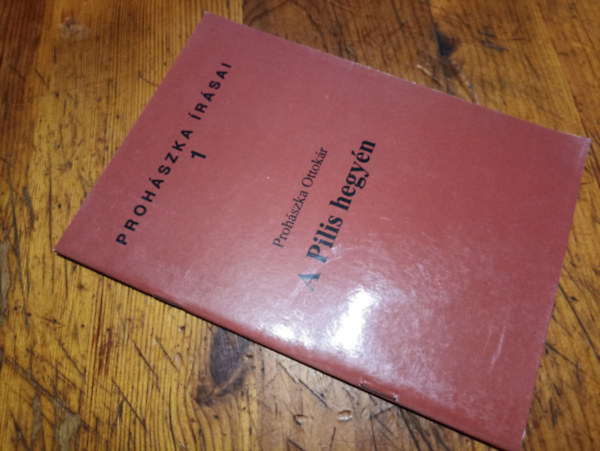 PROHÁSZKA ÍRÁSAI
1
Prohászka Ottokár
A Pilis hegyén